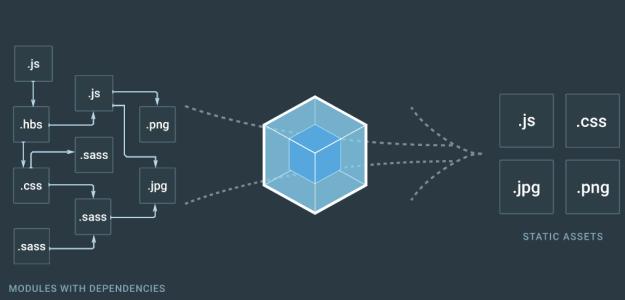 .js
.js
.hbs
.png
.sass
.css
.jpg
.sass
.sass
MODULES WITH DEPENDENCIES
.js
.css
.jpg
.png
STATIC ASSETS